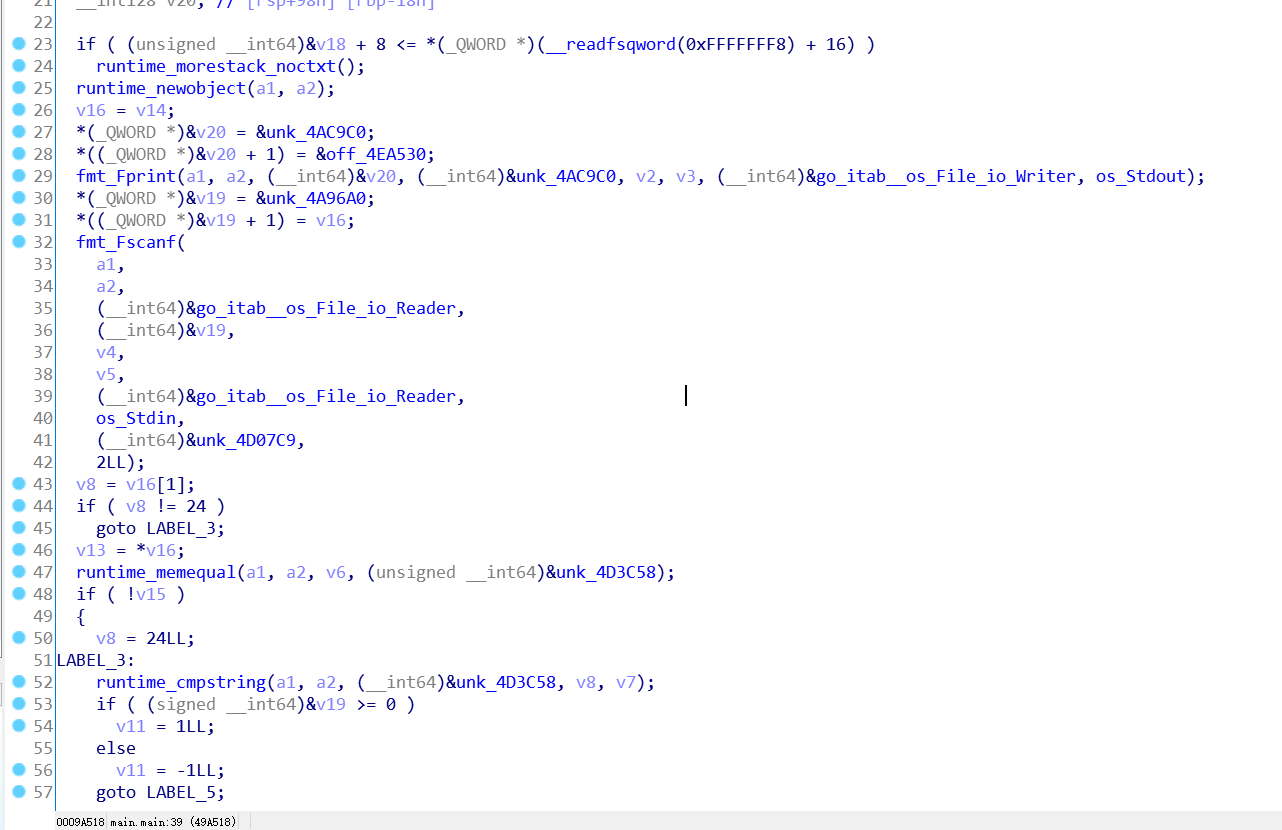 21 __int128 v20; // [rsp+98h] [rbp-18h]
22
23 if ( (unsigned __int64)&v18 + 8 <= *(_QWORD *)(__readfsqword(0xFFFFFFF8) + 16) )
24 runtime_morestack_noctxt();
25 runtime_newobject(a1, a2);
26 v16 = v14;
27 *(_QWORD *)&v20 = &unk_4AC9C0;
28 *((_QWORD *)&v20 + 1) = &off_4EA530;
29 fmt_Fprint(a1, a2, (__int64)&v20, (__int64)&unk_4AC9C0, v2, v3, (__int64)&go_itab__os_File_io_Writer, os_Stdout);
30 *(_QWORD *)&v19 = &unk_4A96A0;
31 *((_QWORD *)&v19 + 1) = v16;
32 fmt_Fscanf(
33 a1,
34 a2,
35 (__int64)&go_itab__os_File_io_Reader,
36 (__int64)&v19,
37 v4,
38 v5,
39 (__int64)&go_itab__os_File_io_Reader,
40 os_Stdin,
41 (__int64)&unk_4D07C9,
42 2LL);
43 v8 = v16[1];
44 if ( v8 != 24 )
45 goto LABEL_3;
46 v13 = *v16;
47 runtime_memequal(a1, a2, v6, (unsigned __int64)&unk_4D3C58);
48 if ( !v15 )
49 {
50 v8 = 24LL;
51 LABEL_3:
52 runtime_cmpstring(a1, a2, (__int64)&unk_4D3C58, v8, v7);
53 if ( (signed __int64)&v19 >= 0 )
54 v11 = 1LL;
55 else
56 v11 = -1LL;
57 goto LABEL_5;
0009A518 main.main:39 (49A518)